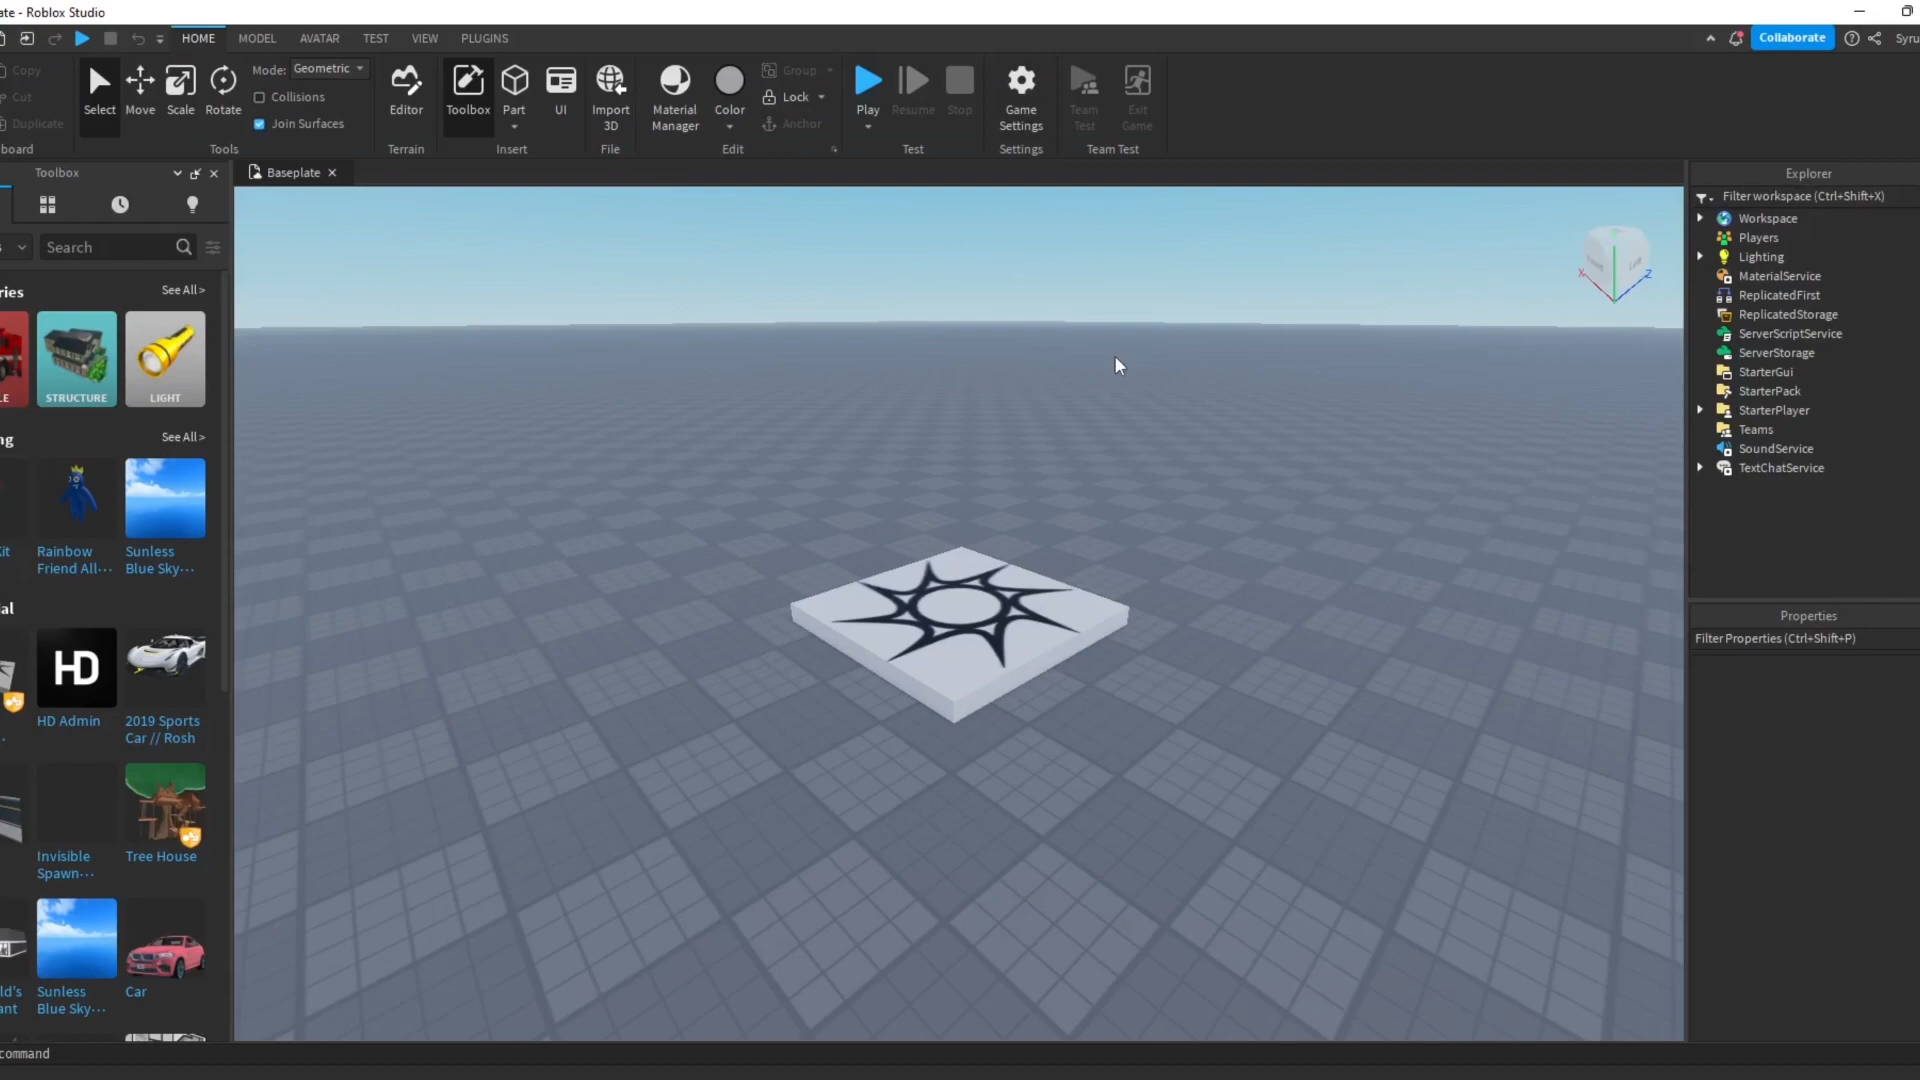 ate - Roblox Studio
HOME MODEL AVATAR TEST VIEW PLUGINS
Collaborate
Syru
Copy
Cut
Duplicate
board
Select Move Scale Rotate
Mode: Geometric
Collisions
Join Surfaces
Tools
Editor
Terrain
Toolbox Part UI
Insert
Import
3D
File
Material
Manager
Color
Group
Lock
Anchor
Edit
Play Resume Stop
Test
Game
Settings
Settings
Team
Test
Exit
Game
Team Test
Toolbox
Baseplate
Search
ries
See All >
LE STRUCTURE LIGHT
ng
See All >
Kit
Rainbow
Friend All...
Sunless
Blue Sky...
al
HD
HD Admin
2019 Sports
Car // Rosh
Invisible
Spawn...
Tree House
ld's
ant
Sunless
Blue Sky...
Car
command
X
Z
Explorer
Filter workspace (Ctrl+Shift+X)
Workspace
Players
Lighting
MaterialService
ReplicatedFirst
ReplicatedStorage
ServerScriptService
ServerStorage
StarterGui
StarterPack
StarterPlayer
Teams
SoundService
TextChatService
Properties
Filter Properties (Ctrl+Shift+P)